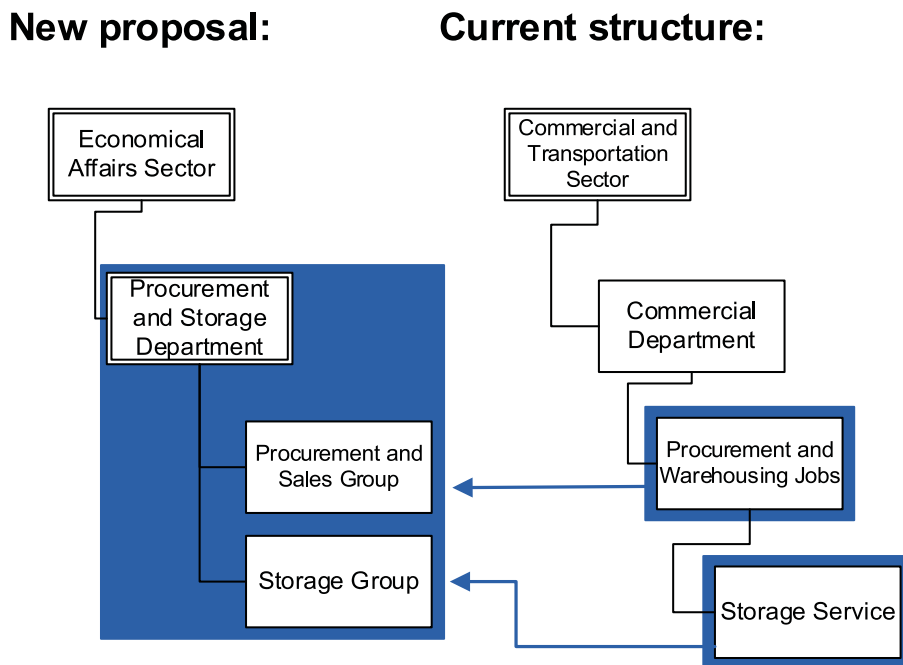 New proposal:
Current structure:
Economical
Affairs Sector
Procurement
and Storage
Department
Procurement and
Sales Group
Storage Group
Commercial and
Transportation
Sector
Commercial
Department
Procurement and
Warehousing Jobs
Storage Service